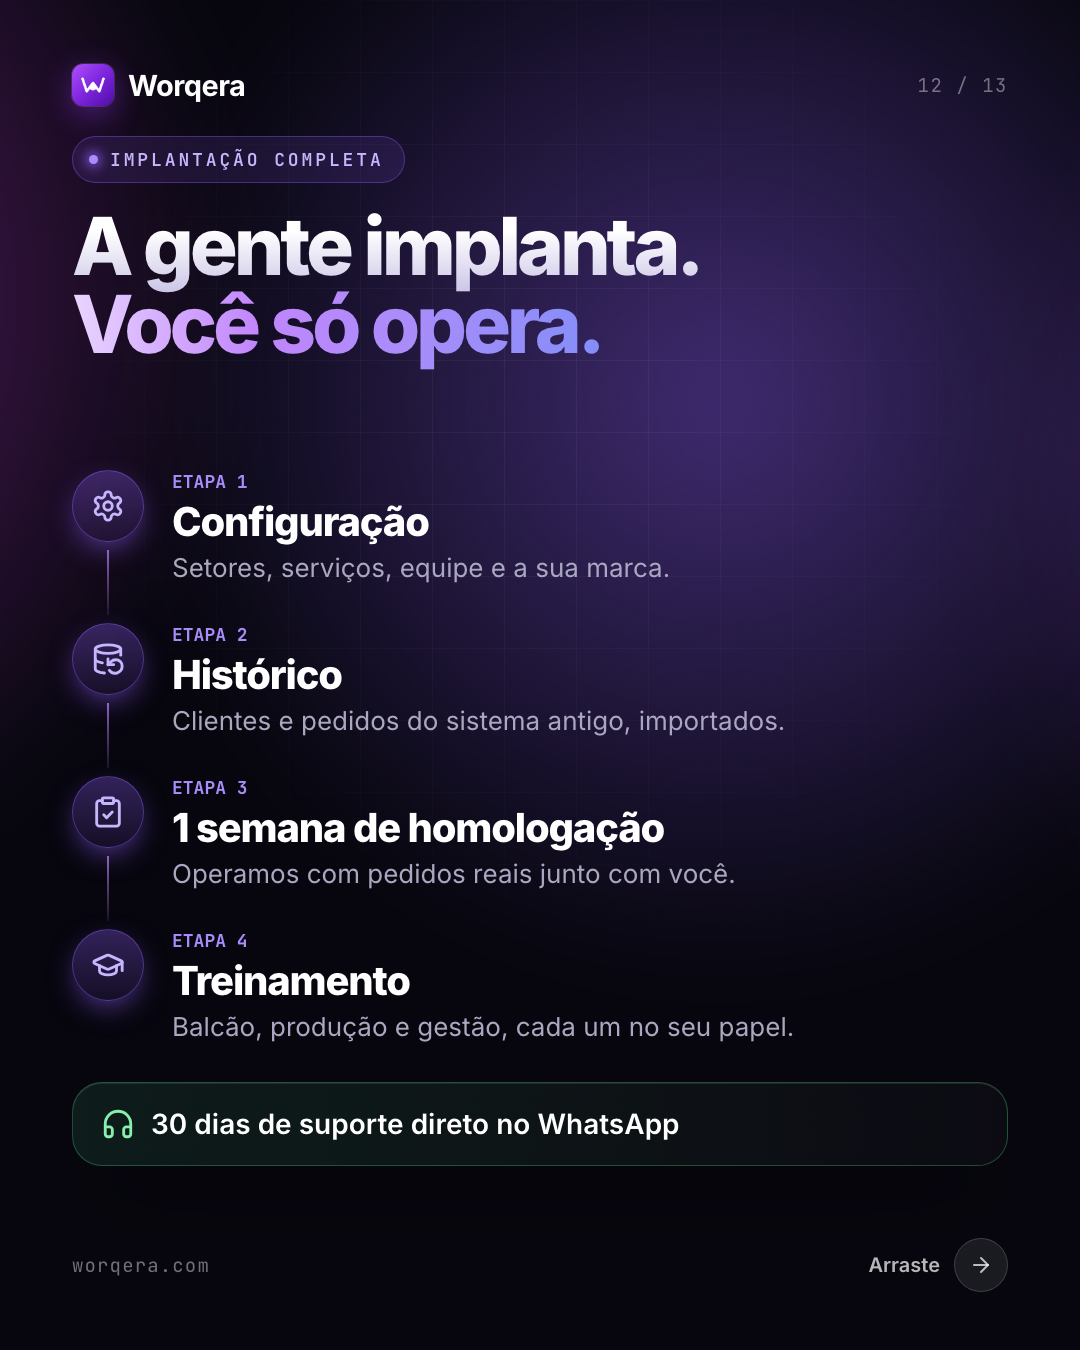 Worqera
12 / 13
IMPLANTAÇÃO COMPLETA
A gente implanta.
Você só opera.
ETAPA 1
Configuração
Setores, serviços, equipe e a sua marca.
ETAPA 2
Histórico
Clientes e pedidos do sistema antigo, importados.
ETAPA 3
1 semana de homologação
Operamos com pedidos reais junto com você.
ETAPA 4
Treinamento
Balcão, produção e gestão, cada um no seu papel.
30 dias de suporte direto no WhatsApp
worqera.com
Arraste